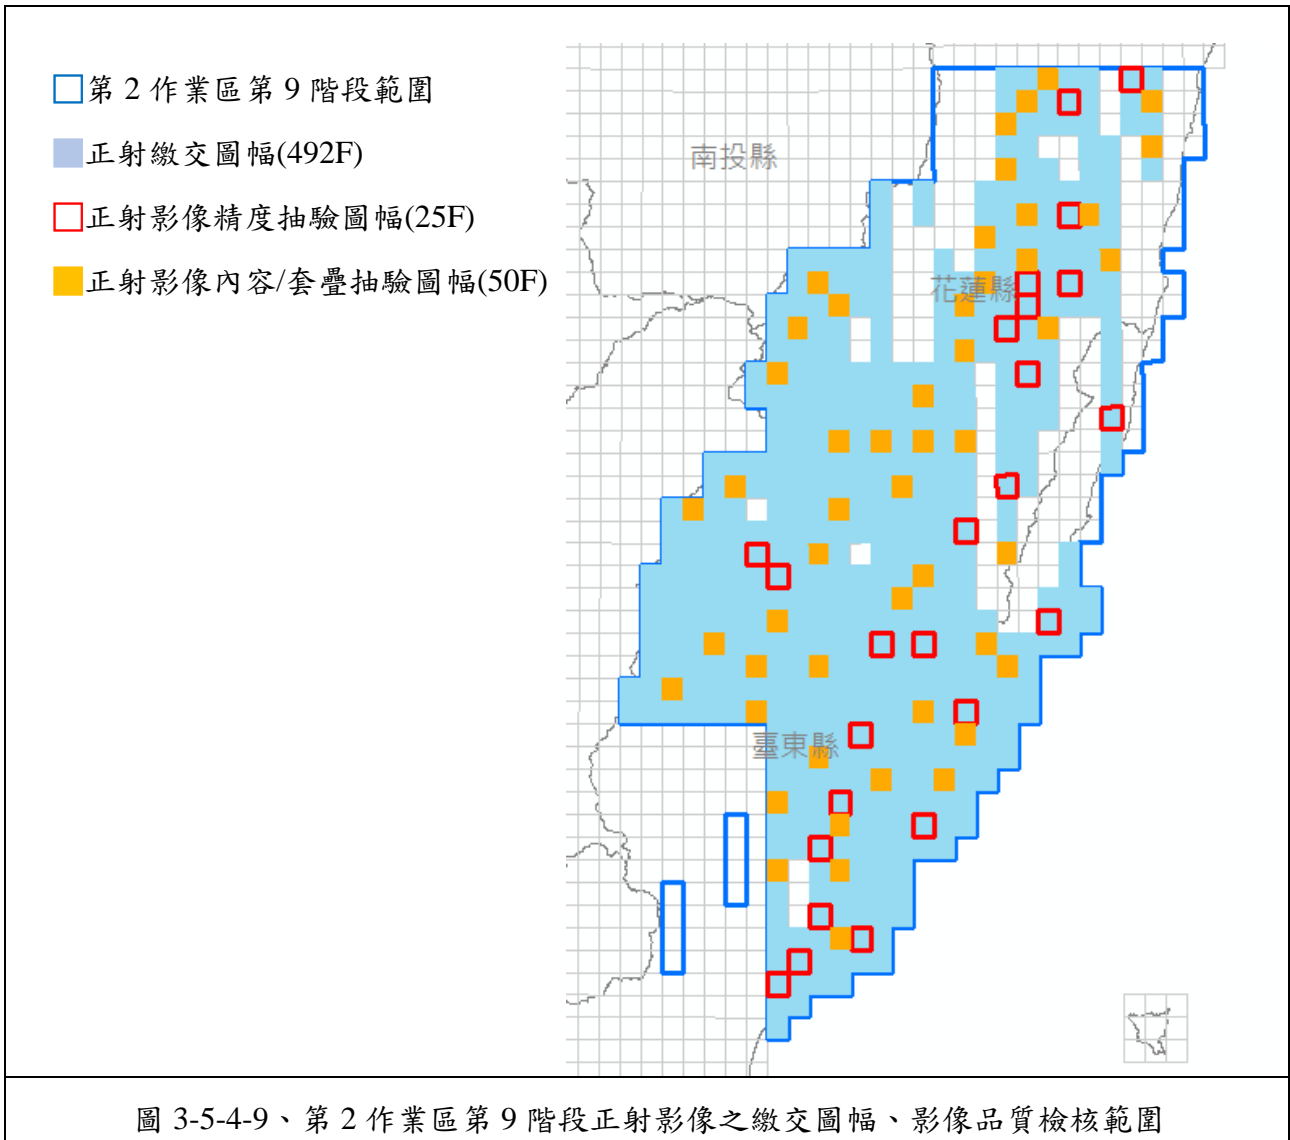 第 2 作業區第 9 階段範圍
正射繳交圖幅(492F)
正射影像精度抽驗圖幅(25F)
正射影像內容/套疊抽驗圖幅(50F)
南投縣
花蓮縣
臺東縣
圖 3-5-4-9、第 2 作業區第 9 階段正射影像之繳交圖幅、影像品質檢核範圍